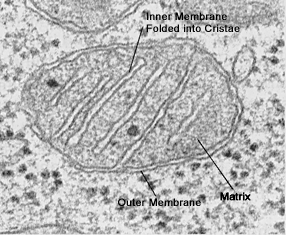 Inner Membrane
Folded into Cristae
Outer Membrane
Matrix